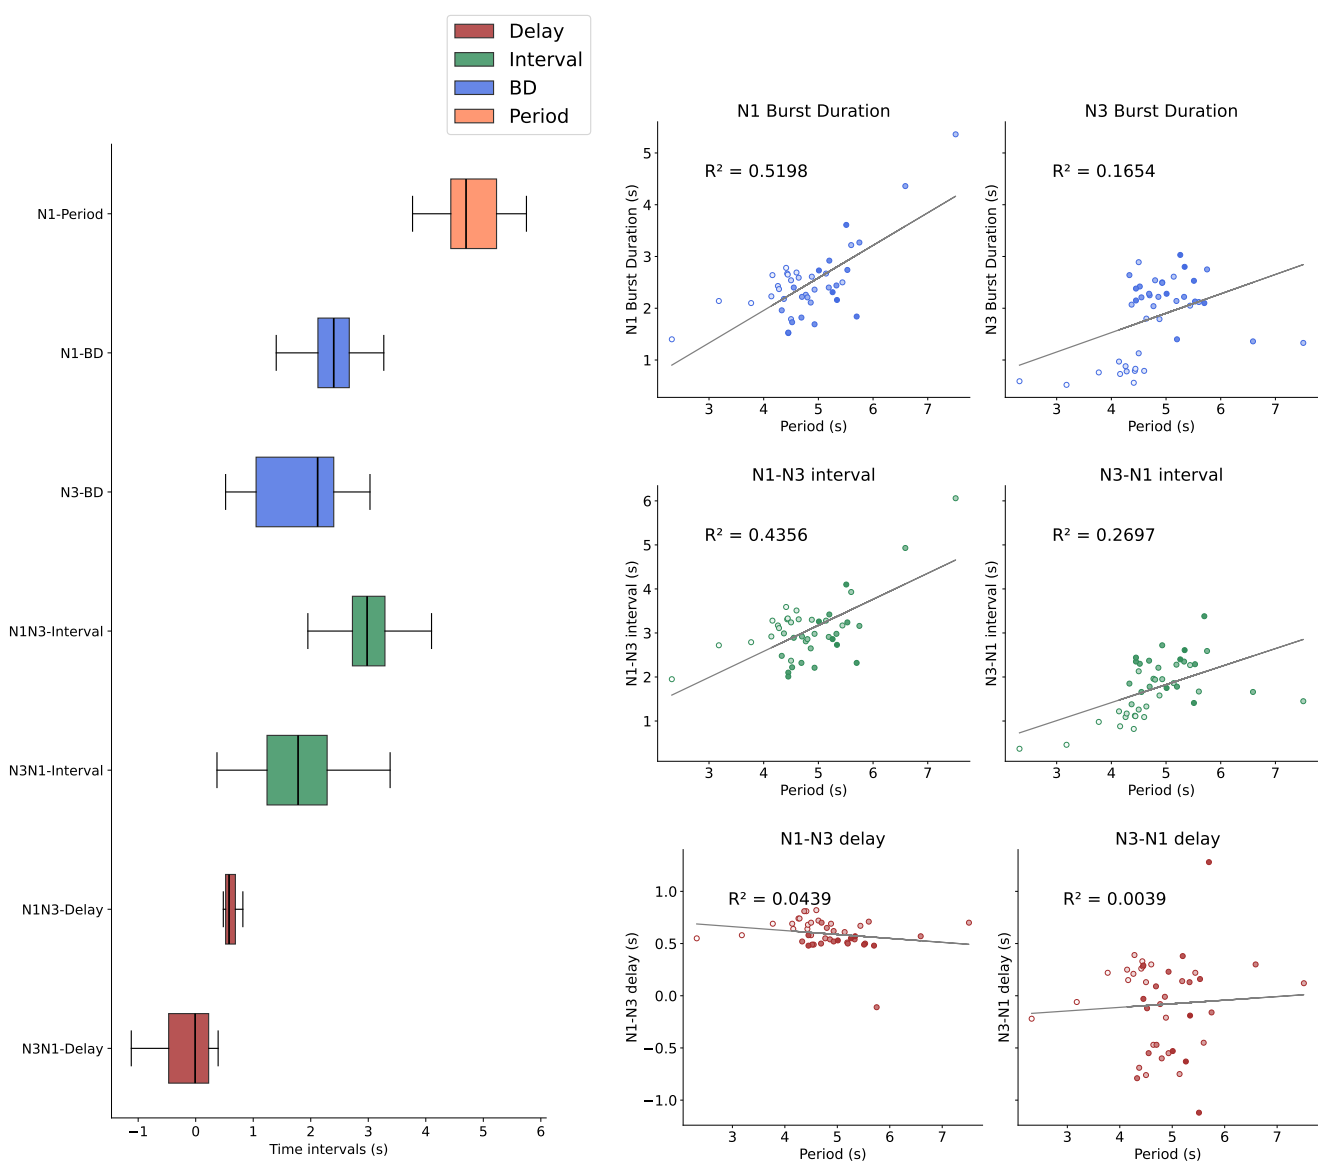 Delay
Interval
BD
Period
N1-Period
N1-BD
N3-BD
N1N3-Interval
N3N1-Interval
N1N3-Delay
N3N1-Delay
−1 0 1 2 3 4 5 6
Time intervals (s)
N1 Burst Duration
R² = 0.5198
N1 Burst Duration (s)
5
4
3
2
1
3 4 5 6 7
Period (s)
N3 Burst Duration
R² = 0.1654
N3 Burst Duration (s)
3 4 5 6 7
Period (s)
N1-N3 interval
R² = 0.4356
N1-N3 interval (s)
6
5
4
3
2
1
3 4 5 6 7
Period (s)
N3-N1 interval
R² = 0.2697
N3-N1 interval (s)
3 4 5 6 7
Period (s)
N1-N3 delay
R² = 0.0439
N1-N3 delay (s)
1.0
0.5
0.0
−0.5
−1.0
3 4 5 6 7
Period (s)
N3-N1 delay
R² = 0.0039
N3-N1 delay (s)
3 4 5 6 7
Period (s)